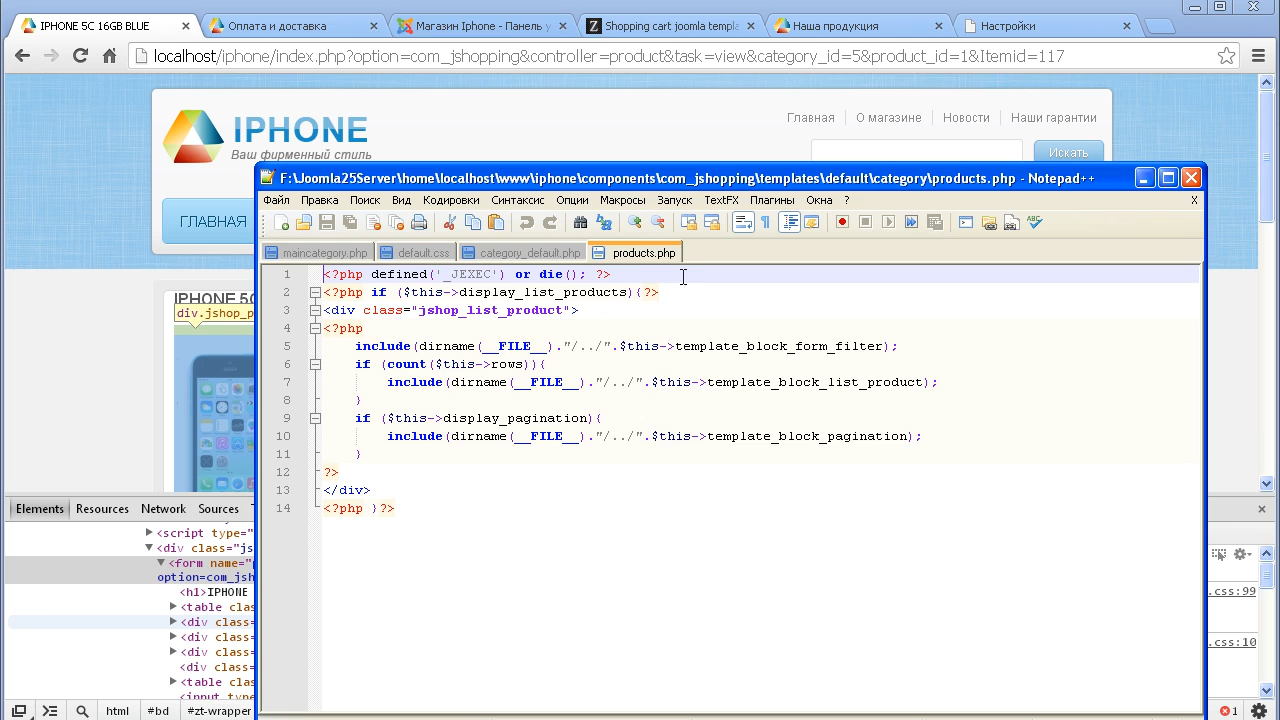 IPHONE 5C 16GB BLUE
Оплата и доставка
Магазин Iphone - Панель у
Shopping cart joomla templa
Наша продукция
Настройки
localhost/iphone/index.php?option=com_jshopping&controller=product&task=view&category_id=5&product_id=1&Itemid=117
IPHONE
Ваш фирменный стиль
Главная
О магазине
Новости
Наши гарантии
Искать
ГЛАВНАЯ
IPHONE 5C
div.jshop_p
F:\Joomla25Server\home\localhost\www\iphone\components\com_jshopping\templates\default\category\products.php - Notepad++
Файл Правка Поиск Вид Кодировки Синтаксис Опции Макросы Запуск TextFX Плагины Окна ? X
maincategory.php default.css category_default.php products.php
1 <?php defined('_JEXEC') or die(); ?>
2 <?php if ($this->display_list_products){?>
3 <div class="jshop_list_product">
4 <?php
5 include(dirname(__FILE__)."/../".$this->template_block_form_filter);
6 if (count($this->rows)){
7 include(dirname(__FILE__)."/../".$this->template_block_list_product);
8 }
9 if ($this->display_pagination){
10 include(dirname(__FILE__)."/../".$this->template_block_pagination);
11 }
12 ?>
13 </div>
14 <?php }?>
Elements Resources Network Sources
<script type="
<div class="js
<form name="p
option=com_jsh
<h1>IPHONE
<table clas
<div class=
<div class=
<div class=
<div class=
<table clas
<input type
.css:99
.css:10
html #bd #zt-wrapper
1